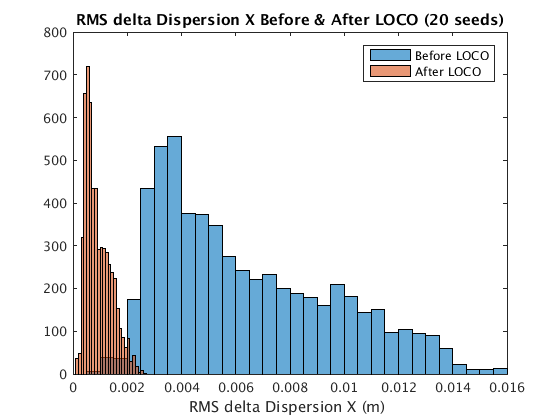 RMS delta Dispersion X Before & After LOCO (20 seeds)
Before LOCO
After LOCO
800
700
600
500
400
300
200
100
0
0 0.002 0.004 0.006 0.008 0.01 0.012 0.014 0.016
RMS delta Dispersion X (m)